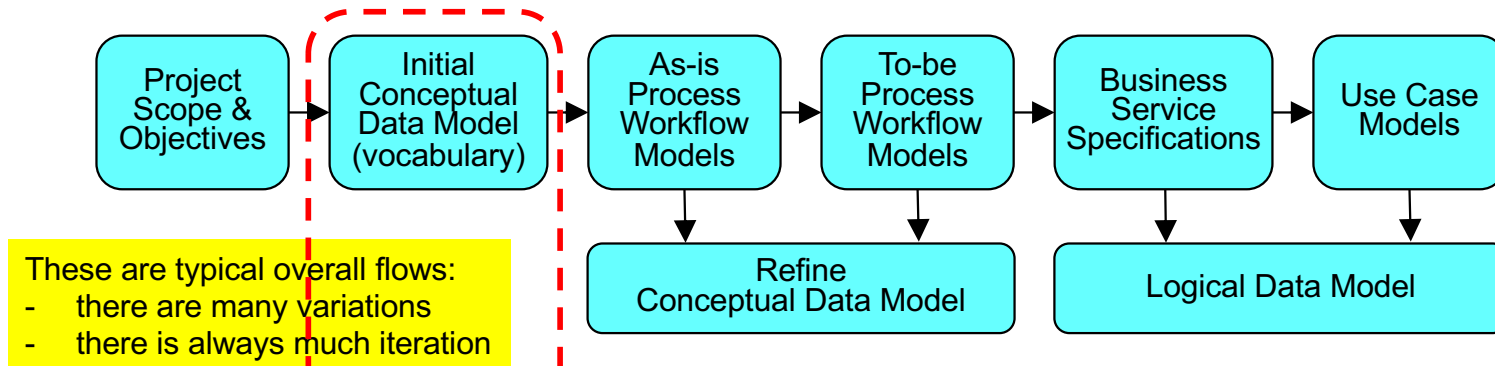 Project
Scope &
Objectives
Initial
Conceptual
Data Model
(vocabulary)
As-is
Process
Workflow
Models
To-be
Process
Workflow
Models
Business
Service
Specifications
Use Case
Models
Refine
Conceptual Data Model
Logical Data Model
These are typical overall flows:
- there are many variations
- there is always much iteration